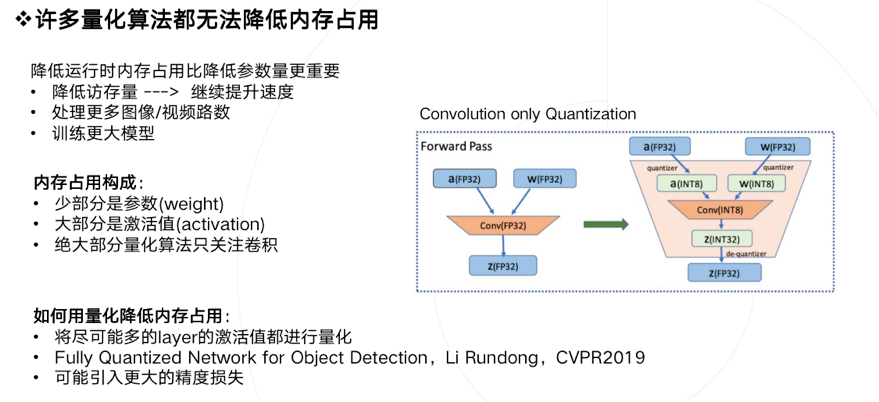 ❖许多量化算法都无法降低内存占用
降低运行时内存占用比降低参数量更重要
• 降低访存量 ---> 继续提升速度
• 处理更多图像/视频路数
• 训练更大模型
内存占用构成：
• 少部分是参数(weight)
• 大部分是激活值(activation)
• 绝大部分量化算法只关注卷积
如何用量化降低内存占用：
• 将尽可能多的layer的激活值都进行量化
• Fully Quantized Network for Object Detection，Li Rundong，CVPR2019
• 可能引入更大的精度损失
Convolution only Quantization
Forward Pass
a(FP32)
w(FP32)
Conv(FP32)
z(FP32)
a(FP32)
w(FP32)
quantizer
quantizer
a(INT8)
w(INT8)
Conv(INT8)
z(INT32)
de-quantizer
z(FP32)